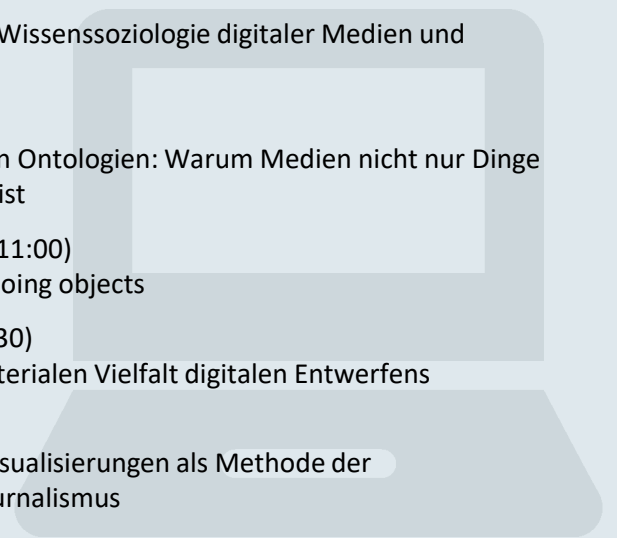 Wissenssoziologie digitaler Medien und
n Ontologien: Warum Medien nicht nur Dinge
ist
11:00)
oing objects
30)
terialen Vielfalt digitalen Entwerfens
sualisierungen als Methode der
urnalismus